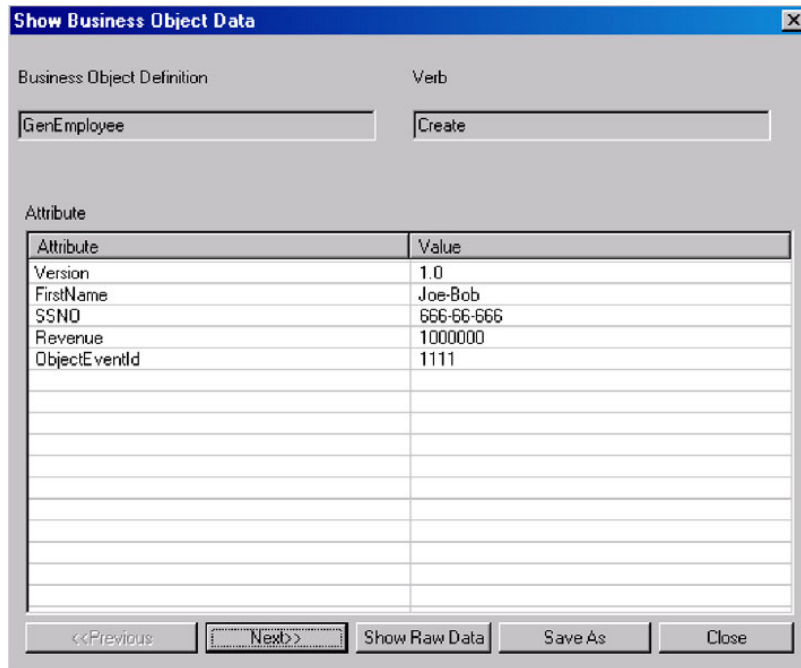 Show Business Object Data
Business Object Definition Verb
GenEmployee Create
Attribute
Attribute Value
Version 1.0
FirstName Joe-Bob
SSNO 666-66-666
Revenue 1000000
ObjectEventId 1111
<<Previous Next>> Show Raw Data Save As Close